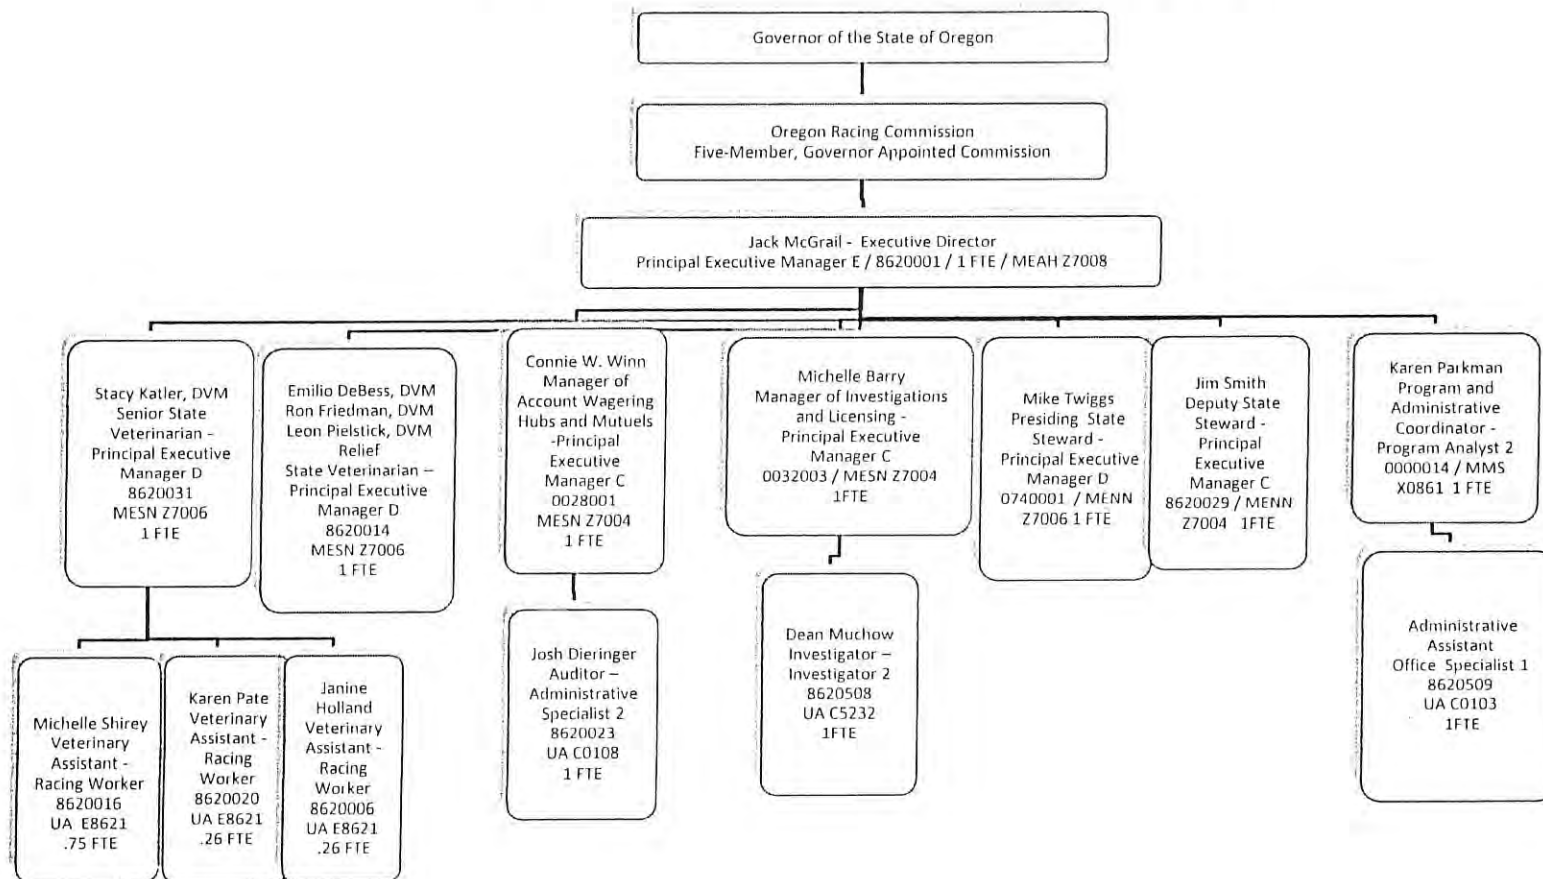 Governor of the State of Oregon
Oregon Racing Commission
Five-Member, Governor Appointed Commission
Jack McGrail - Executive Director
Principal Executive Manager E / 8620001 / 1 FTE / MEAH Z7008
Stacy Katler, DVM
Senior State
Veterinarian -
Principal Executive
Manager D
8620031
MESN Z7006
1 FTE
Emilio DeBess, DVM
Ron Friedman, DVM
Leon Pielstick, DVM
Relief
State Veterinarian –
Principal Executive
Manager D
8620014
MESN Z7006
1 FTE
Connie W. Winn
Manager of
Account Wagering
Hubs and Mutuels
-Principal
Executive
Manager C
0028001
MESN Z7004
1 FTE
Michelle Barry
Manager of Investigations
and Licensing -
Principal Executive
Manager C
0032003 / MESN Z7004
1FTE
Mike Twiggs
Presiding State
Steward -
Principal Executive
Manager D
0740001 / MENN
Z7006 1 FTE
Jim Smith
Deputy State
Steward -
Principal
Executive
Manager C
8620029 / MENN
Z7004 1FTE
Karen Parkman
Program and
Administrative
Coordinator -
Program Analyst 2
0000014 / MMS
X0861 1 FTE
Michelle Shirey
Veterinary
Assistant -
Racing Worker
8620016
UA E8621
.75 FTE
Karen Pate
Veterinary
Assistant -
Racing
Worker
8620020
UA E8621
.26 FTE
Janine
Holland
Veterinary
Assistant -
Racing
Worker
8620006
UA E8621
.26 FTE
Josh Dieringer
Auditor –
Administrative
Specialist 2
8620023
UA C0108
1 FTE
Dean Muchow
Investigator –
Investigator 2
8620508
UA C5232
1FTE
Administrative
Assistant
Office Specialist 1
8620509
UA C0103
1FTE